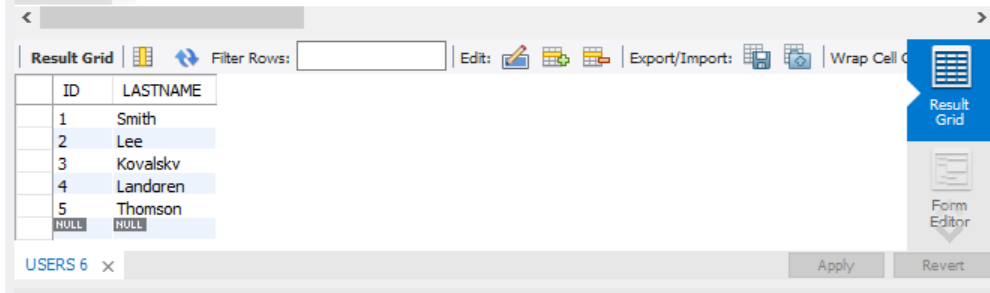 Result Grid Filter Rows: Edit: Export/Import: Wrap Cell C
ID LASTNAME
1 Smith
2 Lee
3 Kovalsky
4 Landgren
5 Thomson
NULL NULL
Result Grid
Form Editor
USERS 6 Apply Revert